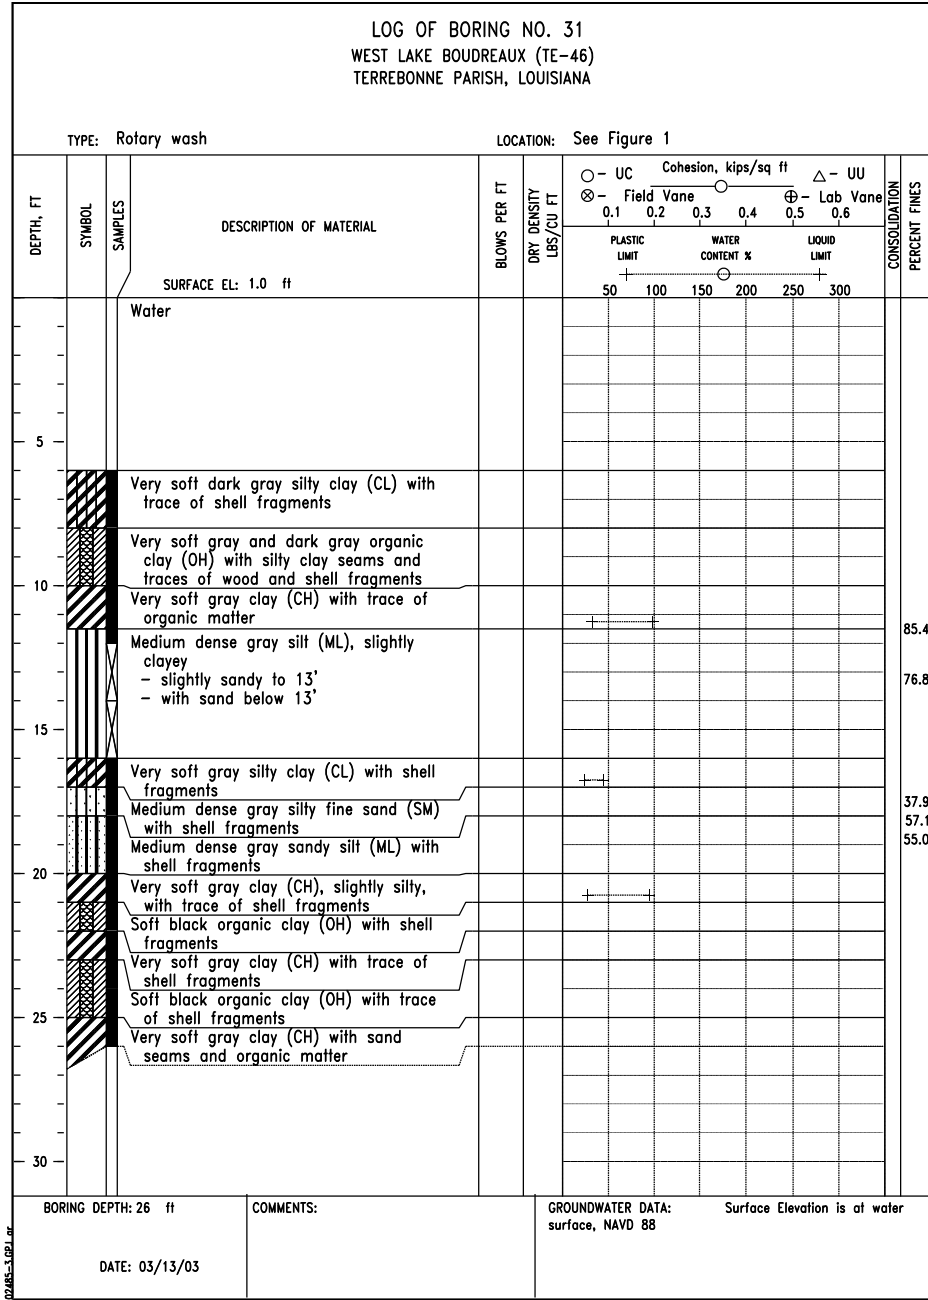 LOG OF BORING NO. 31
WEST LAKE BOUDREAUX (TE-46)
TERREBONNE PARISH, LOUISIANA
TYPE: Rotary wash
LOCATION: See Figure 1
DEPTH, FT
SYMBOL
SAMPLES
DESCRIPTION OF MATERIAL
SURFACE EL: 1.0 ft
BLOWS PER FT
DRY DENSITY
LBS/CU FT
Cohesion, kips/sq ft
- UC
- UU
- Field Vane
- Lab Vane
0.1 0.2 0.3 0.4 0.5 0.6
PLASTIC
LIMIT
WATER
CONTENT %
LIQUID
LIMIT
50 100 150 200 250 300
CONSOLIDATION
PERCENT FINES
Water
5
Very soft dark gray silty clay (CL) with
trace of shell fragments
Very soft gray and dark gray organic
clay (OH) with silty clay seams and
traces of wood and shell fragments
10
Very soft gray clay (CH) with trace of
organic matter
85.4
Medium dense gray silt (ML), slightly
clayey
- slightly sandy to 13'
- with sand below 13'
76.8
15
Very soft gray silty clay (CL) with shell
fragments
Medium dense gray silty fine sand (SM)
with shell fragments
37.9
57.1
55.0
Medium dense gray sandy silt (ML) with
shell fragments
20
Very soft gray clay (CH), slightly silty,
with trace of shell fragments
Soft black organic clay (OH) with shell
fragments
Very soft gray clay (CH) with trace of
shell fragments
Soft black organic clay (OH) with trace
of shell fragments
25
Very soft gray clay (CH) with sand
seams and organic matter
30
BORING DEPTH: 26 ft
DATE: 03/13/03
COMMENTS:
GROUNDWATER DATA: Surface Elevation is at water
surface, NAVD 88